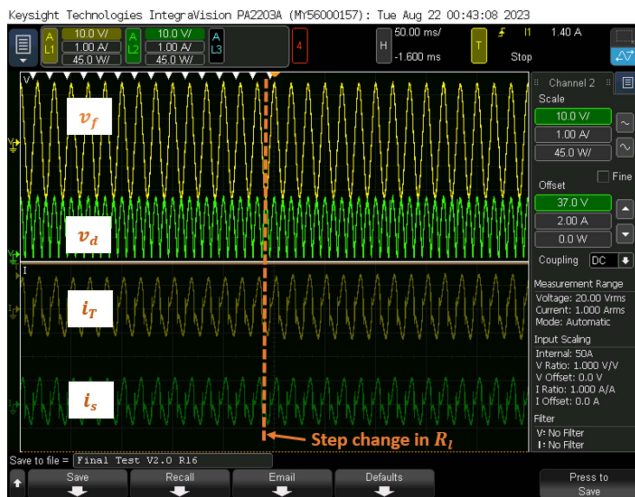 Keysight Technologies IntegraVision PA2203A (MY56000157): Tue Aug 22 00:43:08 2023
A L1 10.0 V/ 1.00 A/ 45.0 W/
A L2 10.0 V/ 1.00 A/ 45.0 W/
A L3
4
H 50.00 ms/ -1.600 ms
T I1 1.40 A
Stop
Channel 2
Scale
10.0 V/
1.00 A/
45.0 W/
Fine
Offset
37.0 V
2.00 A
0.0 W
Coupling DC
Measurement Range
Voltage: 20.00 Vrms
Current: 1.000 Arms
Mode: Automatic
Input Scaling
Internal: 50A
V Ratio: 1.000 V/V
V Offset: 0.0 V
I Ratio: 1.000 A/A
I Offset: 0.0 A
Filter
V: No Filter
I: No Filter
V
v_f
v_d
I
i_T
i_s
Step change in R_l
Save to file = Final Test V2.0 R16
Save
Recall
Email
Defaults
Press to
Save